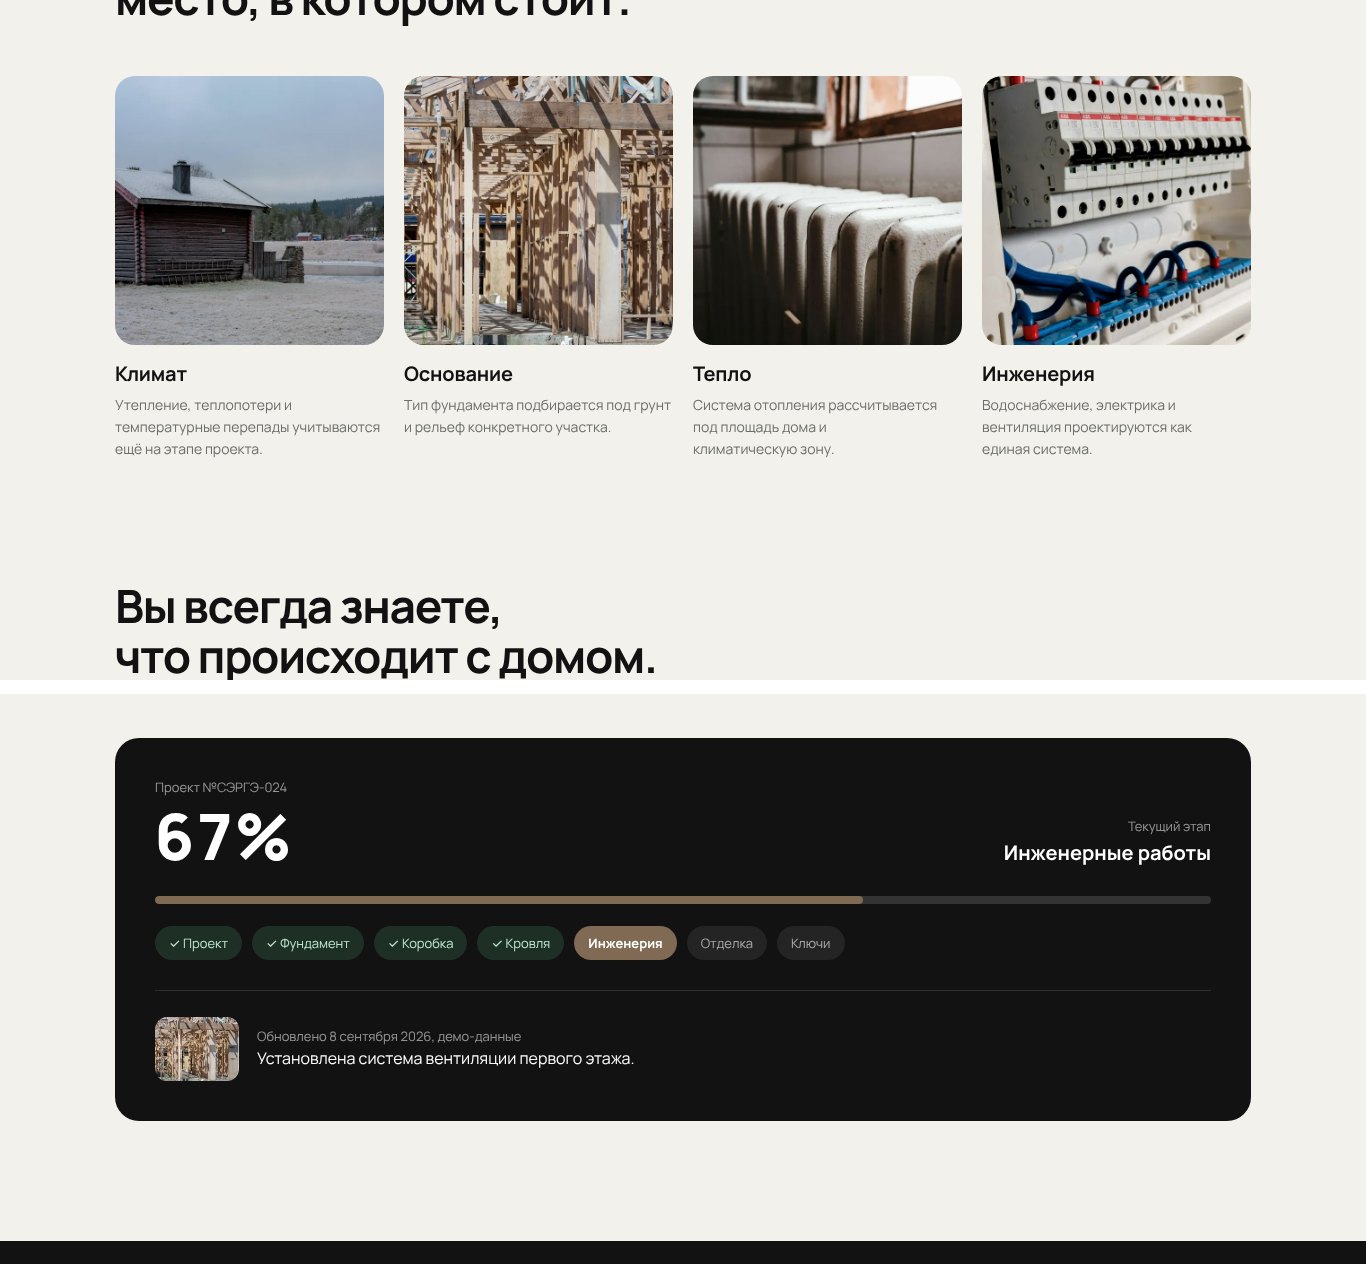 место, в котором стоит.
Климат
Утепление, теплопотери и
температурные перепады учитываются
ещё на этапе проекта.
Основание
Тип фундамента подбирается под грунт
и рельеф конкретного участка.
Тепло
Система отопления рассчитывается
под площадь дома и
климатическую зону.
Инженерия
Водоснабжение, электрика и
вентиляция проектируются как
единая система.
Вы всегда знаете,
что происходит с домом.
Проект №СЭРГЭ-024
67%
Текущий этап
Инженерные работы
✓ Проект
✓ Фундамент
✓ Коробка
✓ Кровля
Инженерия
Отделка
Ключи
Обновлено 8 сентября 2026, демо-данные
Установлена система вентиляции первого этажа.